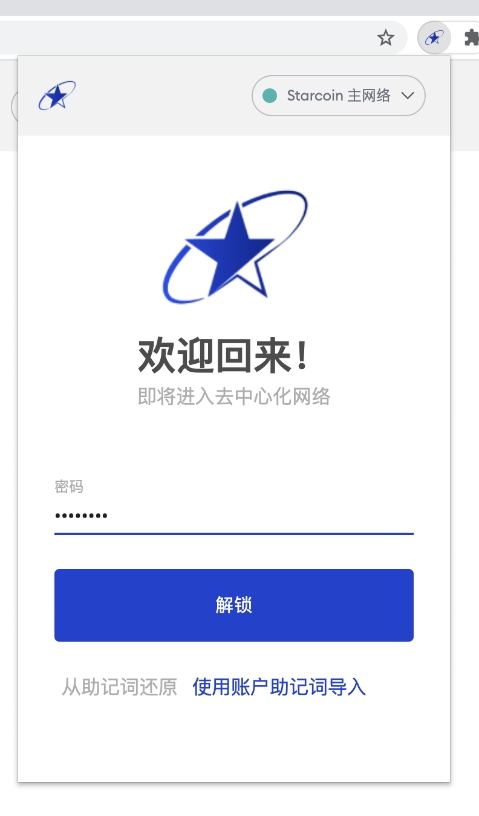 Starcoin 主网络
欢迎回来！
即将进入去中心化网络
密码
••••••••
解锁
从助记词还原 使用账户助记词导入